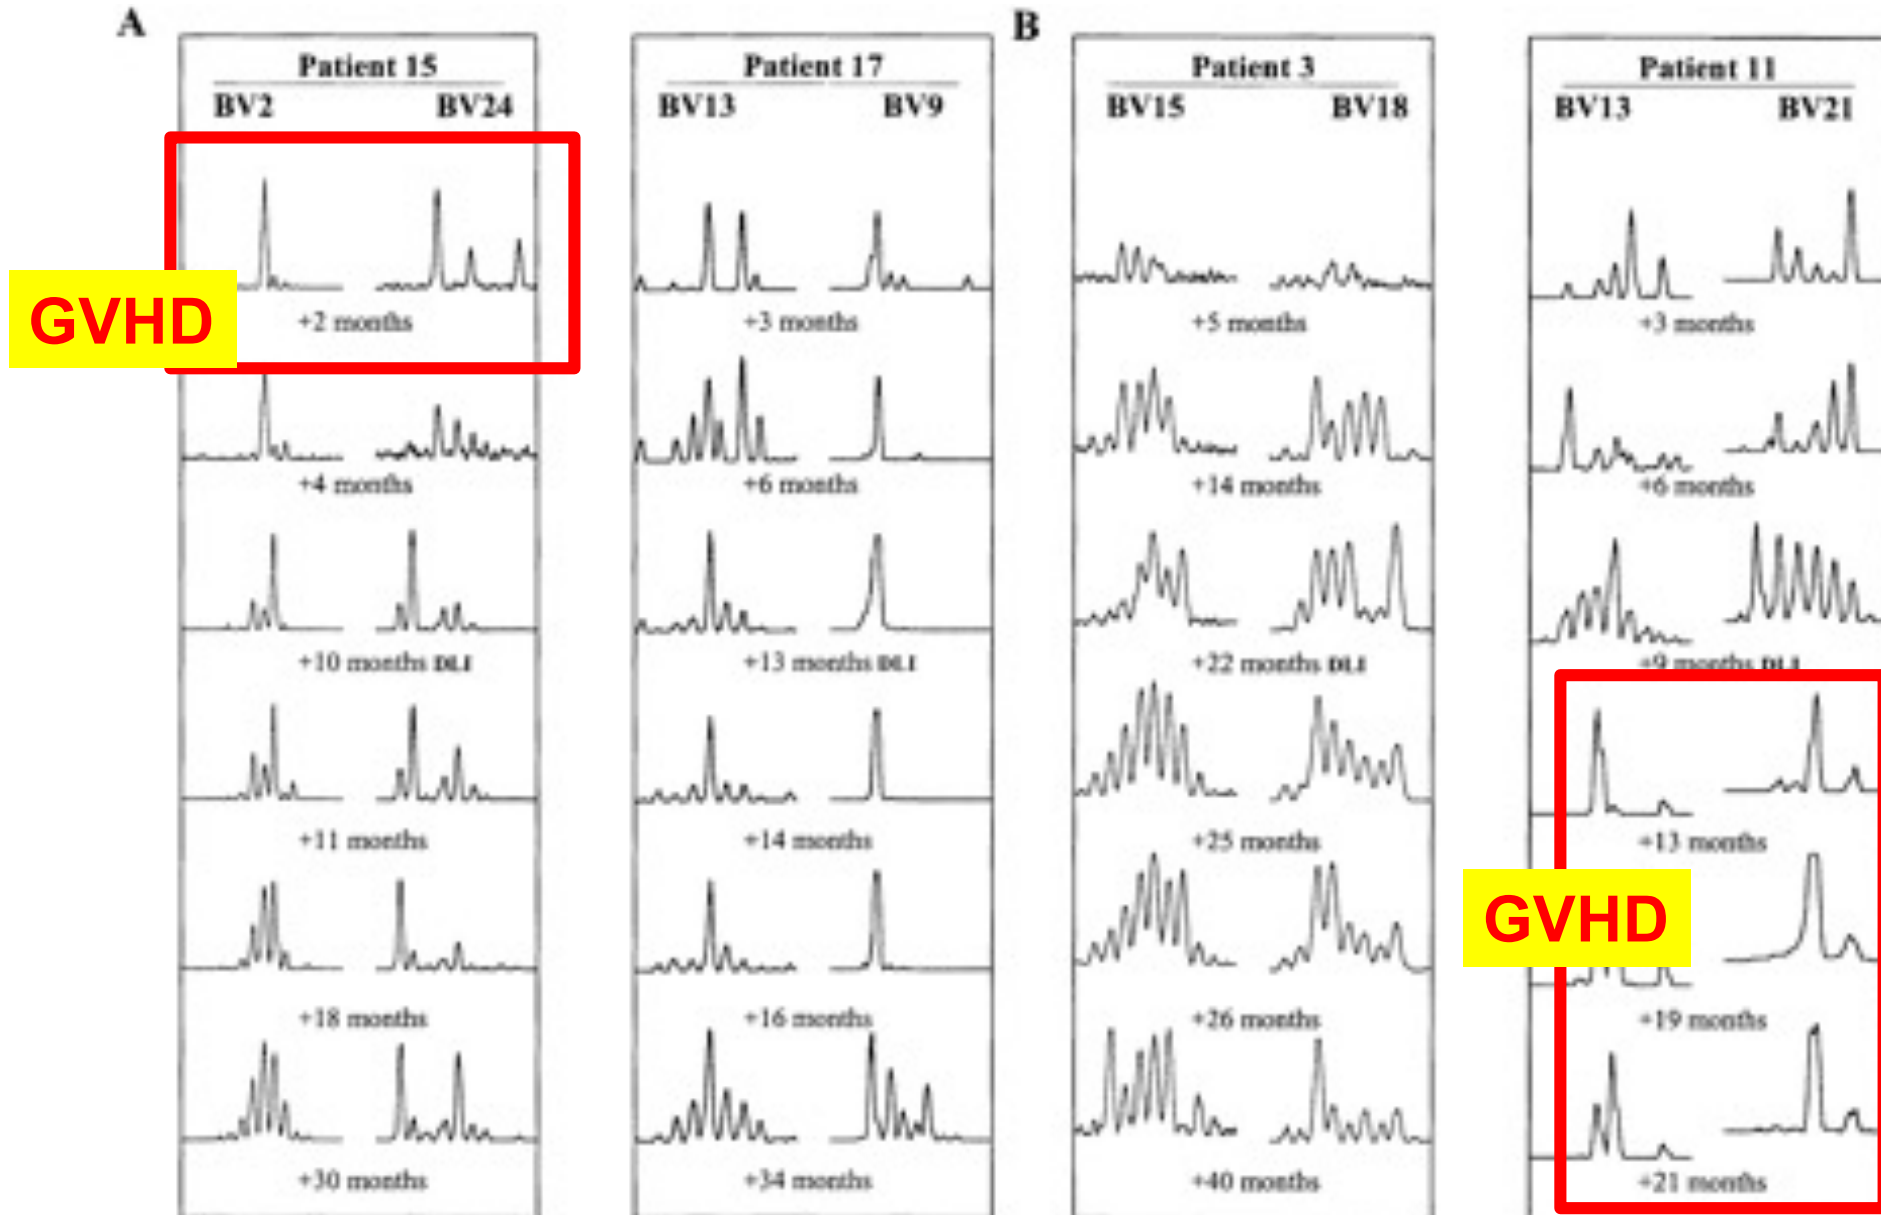 A
B
Patient 15
Patient 17
Patient 3
Patient 11
BV2 BV24
BV13 BV9
BV15 BV18
BV13 BV21
GVHD
+2 months
+3 months
+5 months
+3 months
+4 months
+6 months
+14 months
+6 months
+10 months DLI
+13 months DLI
+22 months DLI
+9 months DLI
+11 months
+14 months
+25 months
+13 months
GVHD
+18 months
+16 months
+26 months
+19 months
+30 months
+34 months
+40 months
+21 months